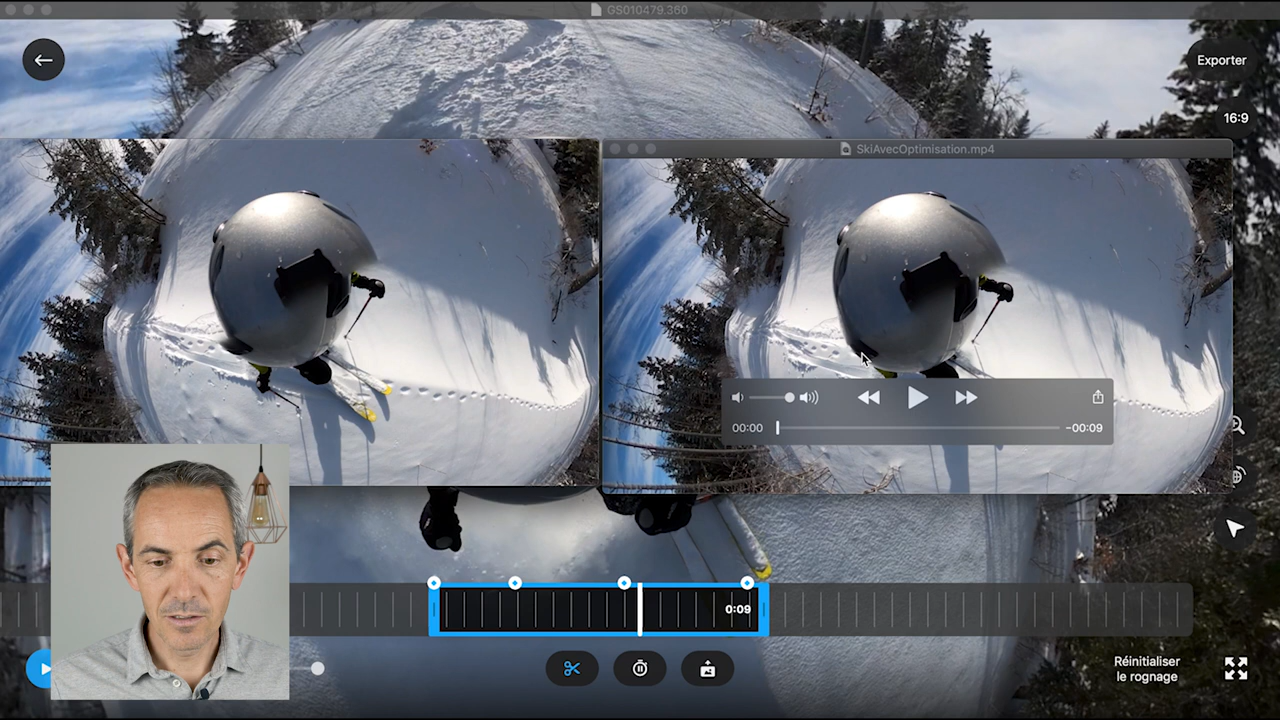 GS010479.360
Exporter
16:9
SkiAvecOptimisation.mp4
00:00
-00:09
0:09
Réinitialiser
le rognage